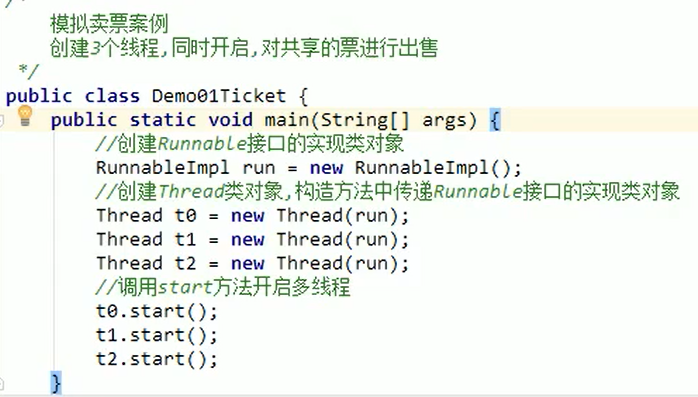 /*
模拟卖票案例
创建3个线程,同时开启,对共享的票进行出售
*/
public class Demo01Ticket {
public static void main(String[] args) {
//创建Runnable接口的实现类对象
RunnableImpl run = new RunnableImpl();
//创建Thread类对象,构造方法中传递Runnable接口的实现类对象
Thread t0 = new Thread(run);
Thread t1 = new Thread(run);
Thread t2 = new Thread(run);
//调用start方法开启多线程
t0.start();
t1.start();
t2.start();
}